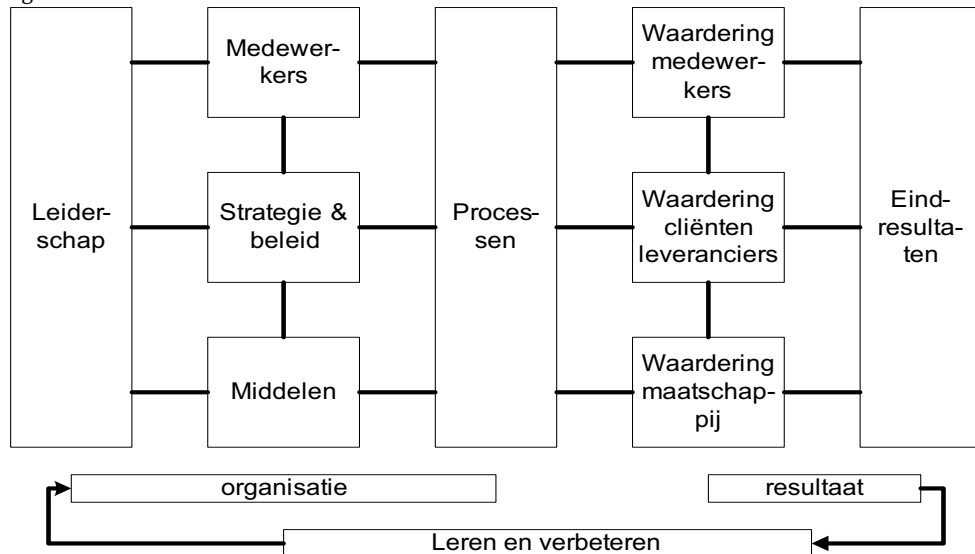 Leider-
schap
Medewer-
kers
Strategie &
beleid
Middelen
Proces-
sen
Waardering
medewer-
kers
Waardering
cliënten
leveranciers
Waardering
maatschap-
pij
Eind-
resulta-
ten
organisatie
resultaat
Leren en verbeteren